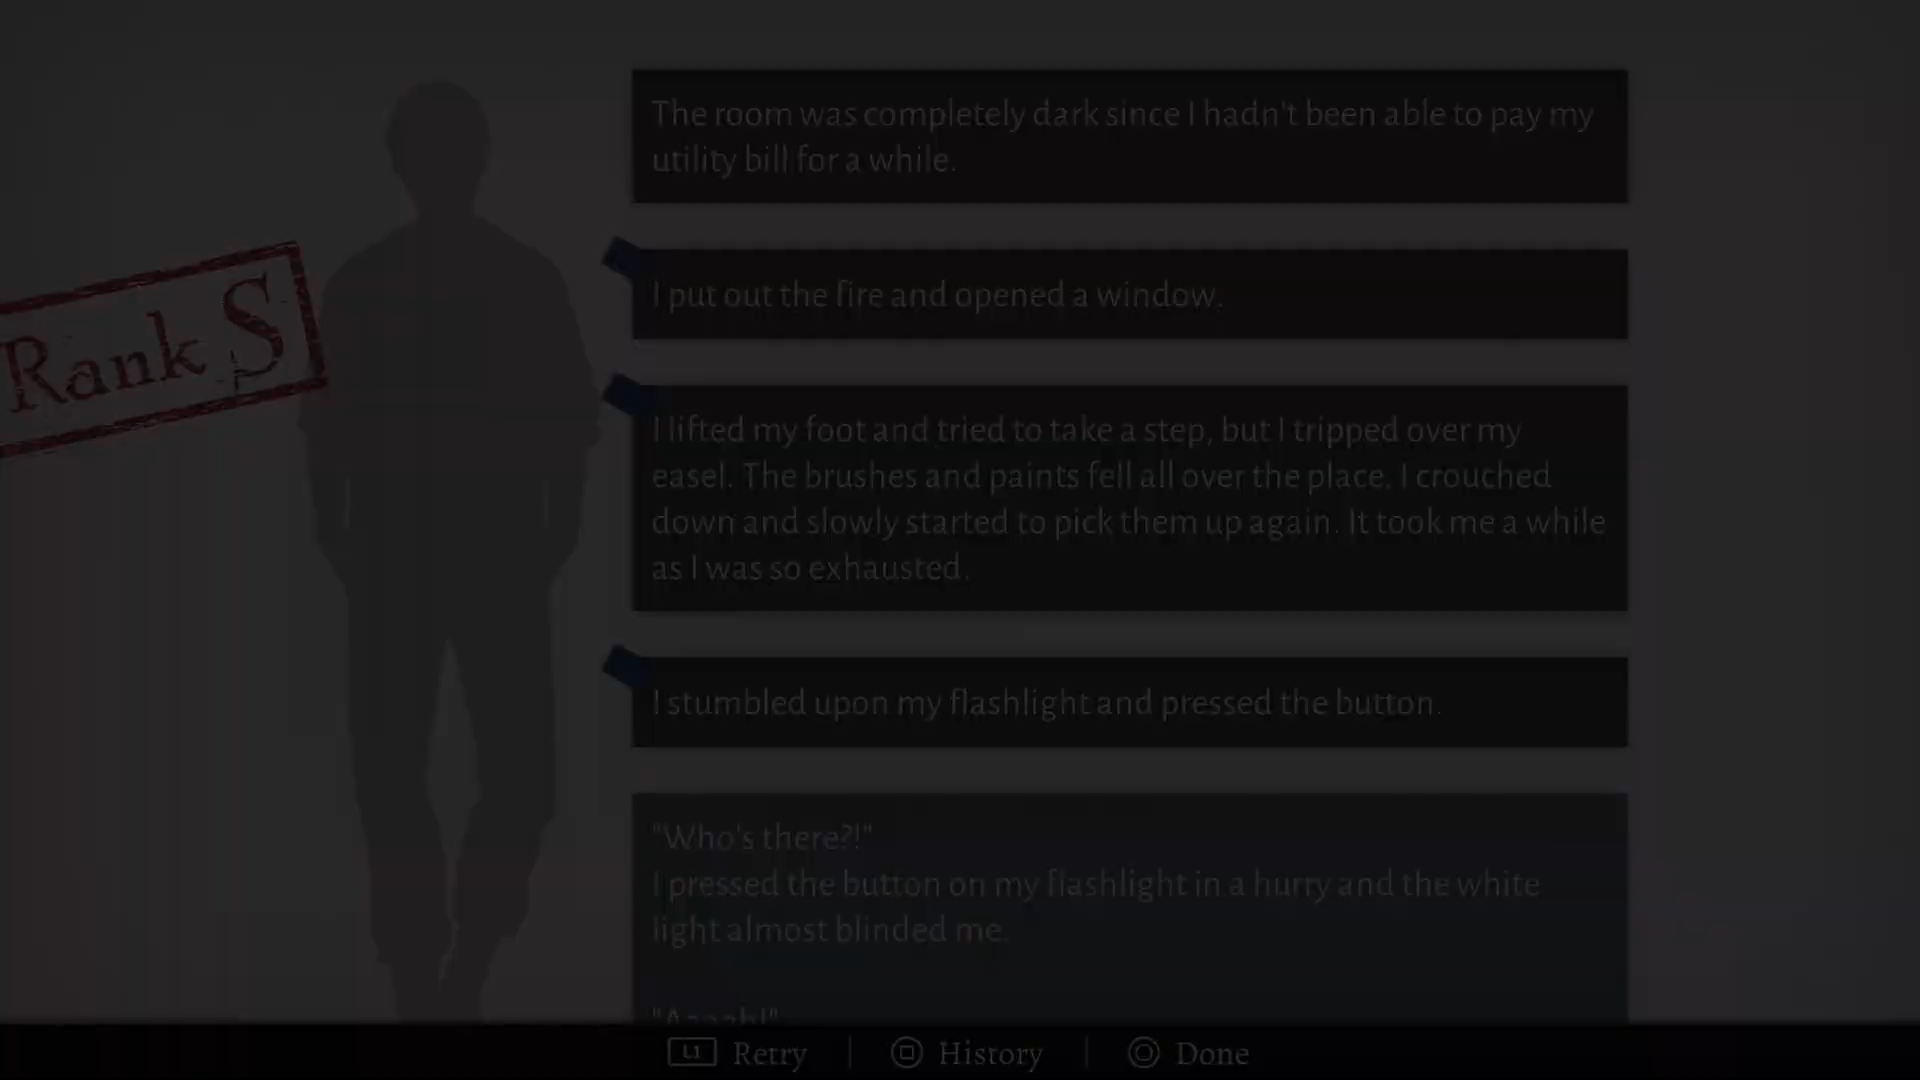 The room was completely dark since I hadn't been able to pay my
utility bill for a while.
I put out the fire and opened a window.
Rank S
I lifted my foot and tried to take a step, but I tripped over my
easel. The brushes and paints fell all over the place. I crouched
down and slowly started to pick them up again. It took me a while
as I was so exhausted.
I stumbled upon my flashlight and pressed the button.
"Who's there?!"
I pressed the button on my flashlight in a hurry and the white
light almost blinded me.
L1 Retry
History
Done